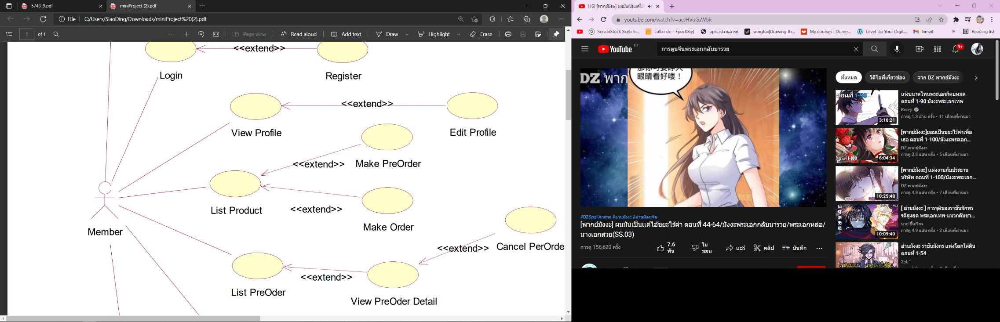 5743_9.pdf
miniProject (2).pdf
File
C:/Users/SiaoDing/Downloads/miniProject%20(2).pdf
1
of 1
Page view
Read aloud
Add text
Draw
Highlight
Erase
<<extend>>
Login
Register
<<extend>>
View Profile
Edit Profile
<<extend>>
Make PreOrder
List Product
<<extend>>
Make Order
Member
<<extend>>
Cancel PerOrde
<<extend>>
List PreOder
View PreOder Detail
(16) [พากย์มังงะ] ผมมันเป็นแค่ไอ้
youtube.com/watch?v=aeJHVuGsWbk
SenshiStock Sketch:...
Lullar de - Fpoc08iy[
uploadงานจารย์
wingfox|Drawing th...
My courses | Dome...
Level Up Your Digit...
Gmail
»
Reading list
YouTube
TH
การตูนจีนพระเอกกลับมารวย
9+
DZ พาก
眼睛看好喽！
#DZSpoilAnime #อ่านมังงะ #อ่านมังงะจีน
[พากย์มังงะ] ผมมันเป็นเเค่ไอ้ขยะไร้ค่า ตอนที่ 44-64/มังงะพระเอกกลับมารวย/พระเอกหล่อ/
นางเอกสวย(SS.03)
การดู 156,620 ครั้ง
7.6
พัน
ไม่
ชอบ
แชร์
คลิป
บันทึก
ทั้งหมด
วิดีโอที่เกี่ยวข้อง
จาก DZ พากย์มังงะ
ตอนที่ 1-90
3:16:21
เก่งขนาดไหนพระเอกก็ตบหมด
ตอนที่ 1-90 มังงะพระเอกเทพ
Koreji
การดู 1.3 ล้าน ครั้ง • 11 เดือนที่ผ่านมา
ตอนที่ 1-100
6:04:34
[พากย์มังงะ]ยอมเป็นขยะไร้ค่าเพื่อ
เธอ ตอนที่ 1-100/มังงะพระเอก...
DZ พากย์มังงะ
การดู 3.8 แสน ครั้ง • 5 เดือนที่ผ่านมา
10:25:48
[พากย์มังงะ] เเต่งงานกับประธาน
บริษัท ตอนที่ 1-100/มังงะพระเอก...
DZ พากย์มังงะ
การดู 4.8 แสน ครั้ง • 7 เดือนที่ผ่านมา
仙尊洛无极
102
10:09:40
[ อ่านมังงะ ] การจุติของราชันจักพร
รดิสูงสุด พระเอกเทพ-แนวกลับชา...
นาย ขี้เกรียจ
การดู 4.9 แสน ครั้ง • 2 เดือนที่ผ่านมา
ราชันมังกร แห่งโลกใต้ดิน
อ่านมังงะ ราชันมังกร แห่งโลกใต้ดิน
ตอนที่ 1-54
2pL